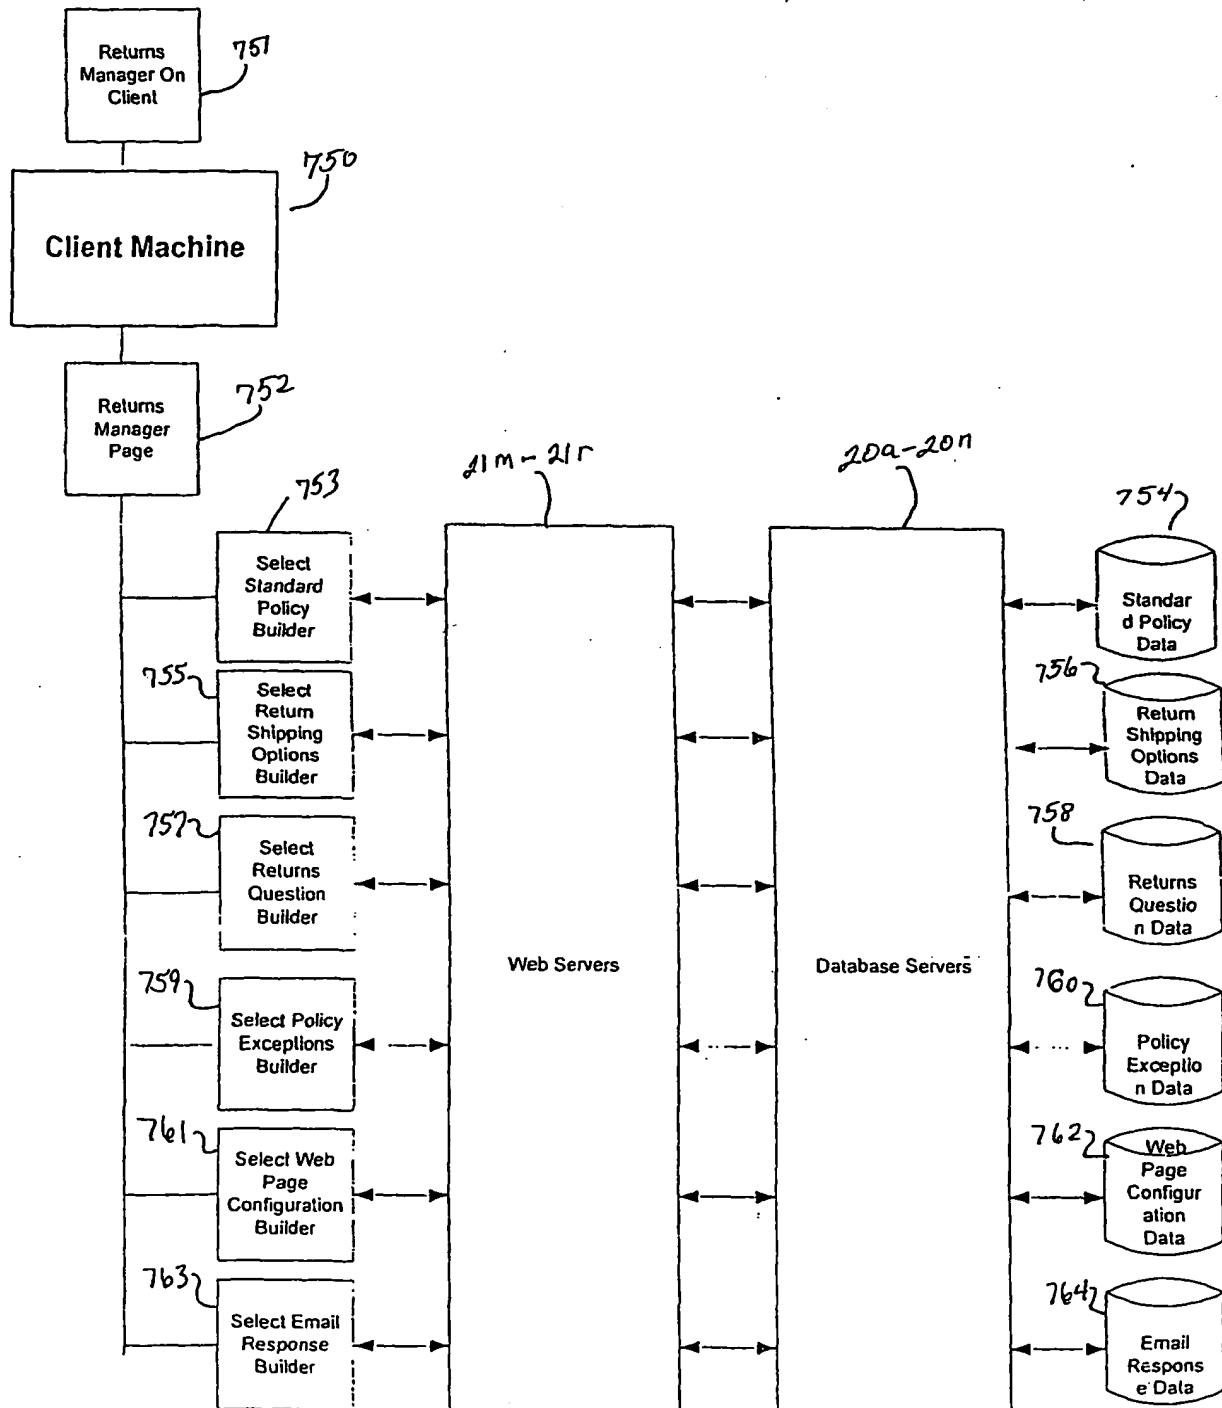 Returns
Manager On
Client
751
750
Client Machine
752
Returns
Manager
Page
21m-21r
20a-20n
753
754
Select
Standard
Policy
Builder
Standar
d Policy
Data
755
756
Select
Return
Shipping
Options
Builder
Return
Shipping
Options
Data
757
758
Select
Returns
Question
Builder
Returns
Questio
n Data
Web Servers
Database Servers
759
760
Select Policy
Exceptions
Builder
Policy
Exceptio
n Data
761
762
Select Web
Page
Configuration
Builder
Web
Page
Configur
ation
Data
763
764
Select Email
Response
Builder
Email
Respons
e Data